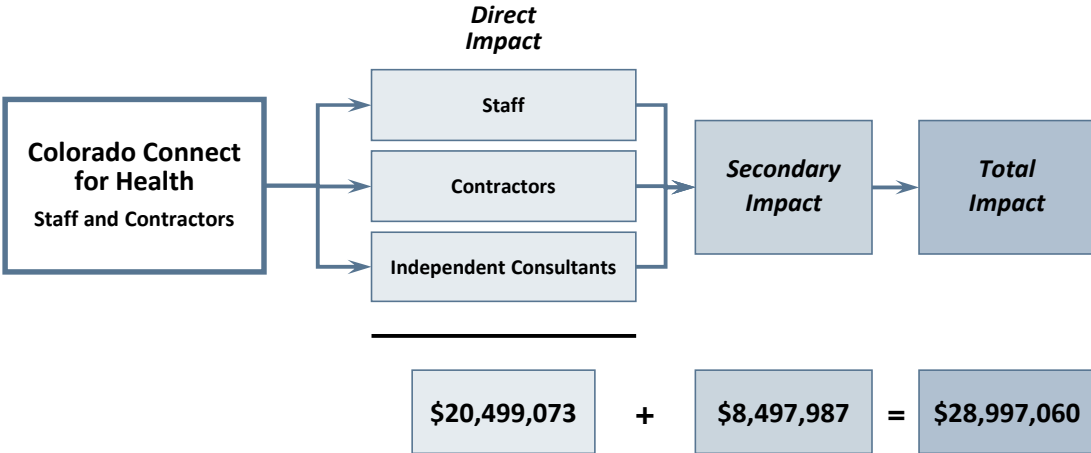 Direct
Impact
Colorado Connect
for Health
Staff and Contractors
Staff
Contractors
Independent Consultants
Secondary
Impact
Total
Impact
$20,499,073 + $8,497,987 = $28,997,060